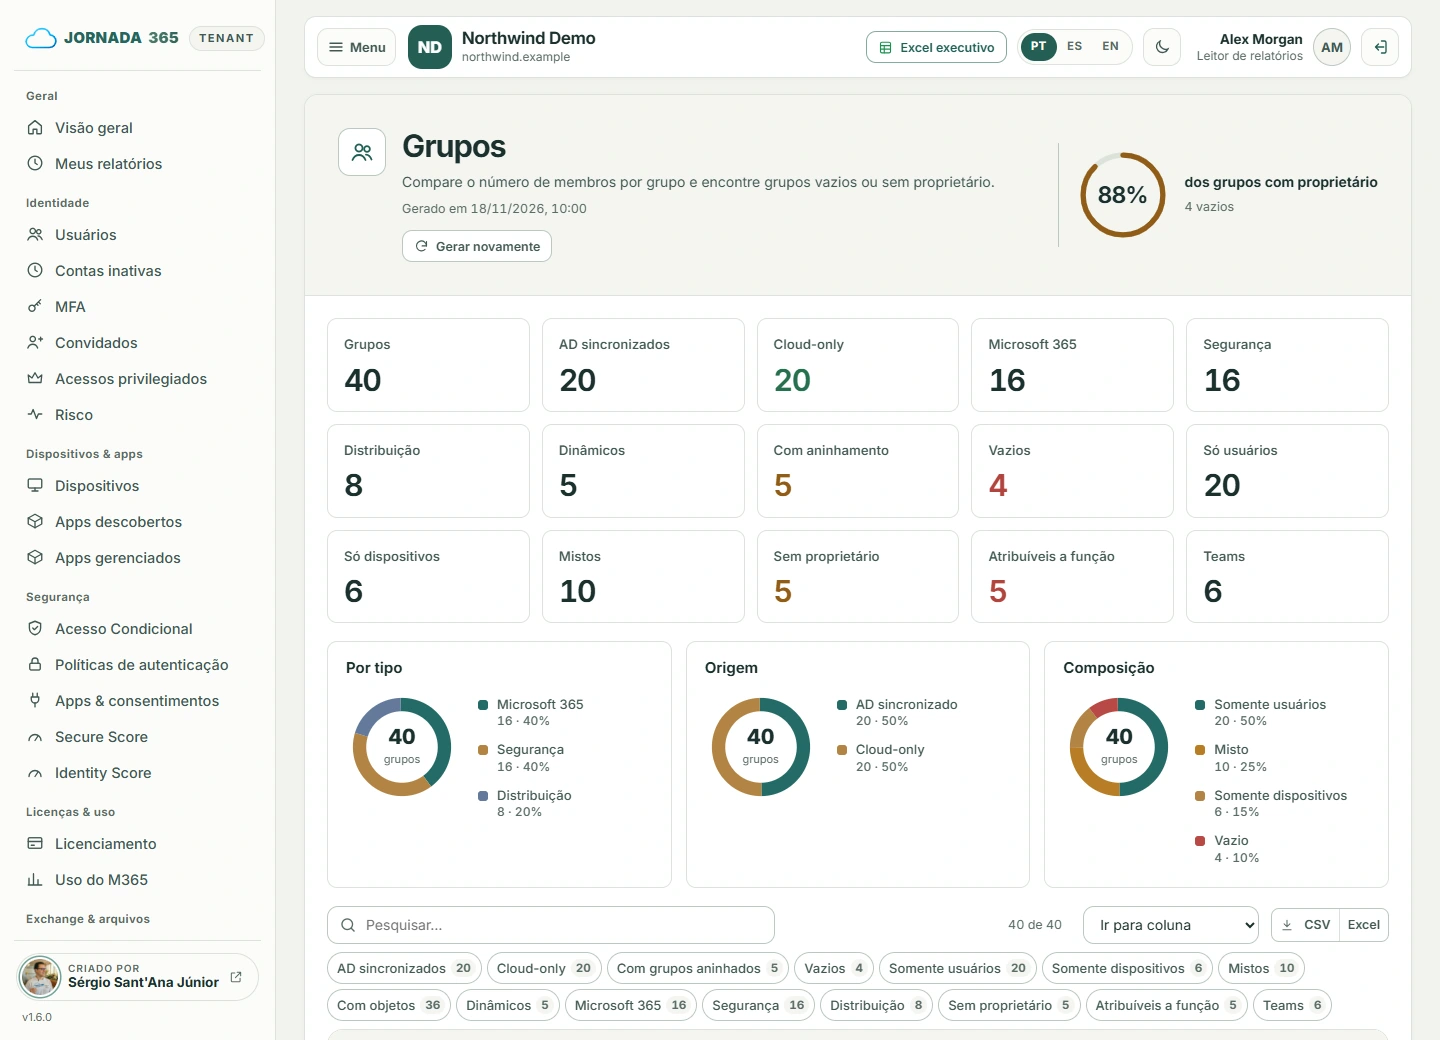 JORNADA 365 TENANT
Geral
Visão geral
Meus relatórios
Identidade
Usuários
Contas inativas
MFA
Convidados
Acessos privilegiados
Risco
Dispositivos & apps
Dispositivos
Apps descobertos
Apps gerenciados
Segurança
Acesso Condicional
Políticas de autenticação
Apps & consentimentos
Secure Score
Identity Score
Licenças & uso
Licenciamento
Uso do M365
Exchange & arquivos
CRIADO POR
Sérgio Sant'Ana Júnior
v1.6.0
Menu
ND
Northwind Demo
northwind.example
Excel executivo
PT ES EN
Alex Morgan
Leitor de relatórios
AM
Grupos
Compare o número de membros por grupo e encontre grupos vazios ou sem proprietário.
Gerado em 18/11/2026, 10:00
Gerar novamente
88%
dos grupos com proprietário
4 vazios
Grupos
40
AD sincronizados
20
Cloud-only
20
Microsoft 365
16
Segurança
16
Distribuição
8
Dinâmicos
5
Com aninhamento
5
Vazios
4
Só usuários
20
Só dispositivos
6
Mistos
10
Sem proprietário
5
Atribuíveis a função
5
Teams
6
Por tipo
40
grupos
Microsoft 365
16 · 40%
Segurança
16 · 40%
Distribuição
8 · 20%
Origem
40
grupos
AD sincronizado
20 · 50%
Cloud-only
20 · 50%
Composição
40
grupos
Somente usuários
20 · 50%
Misto
10 · 25%
Somente dispositivos
6 · 15%
Vazio
4 · 10%
Pesquisar...
40 de 40
Ir para coluna
CSV Excel
AD sincronizados 20 Cloud-only 20 Com grupos aninhados 5 Vazios 4 Somente usuários 20 Somente dispositivos 6 Mistos 10
Com objetos 36 Dinâmicos 5 Microsoft 365 16 Segurança 16 Distribuição 8 Sem proprietário 5 Atribuíveis a função 5 Teams 6